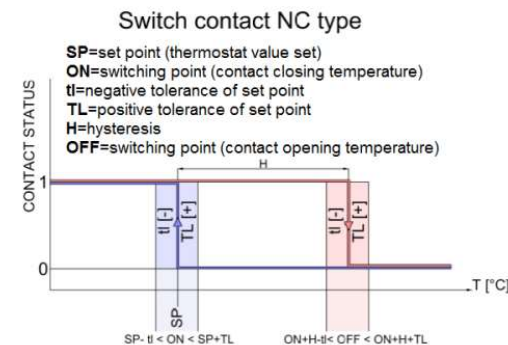 Switch contact NC type
SP=set point (thermostat value set)
ON=switching point (contact closing temperature)
tl=negative tolerance of set point
TL=positive tolerance of set point
H=hysteresis
OFF=switching point (contact opening temperature)
CONTACT STATUS
H
1
tl [-]
TL [+]
tl [-]
TL [+]
0
T [°C]
SP
SP- tl < ON < SP+TL
ON+H-tl< OFF < ON+H+TL